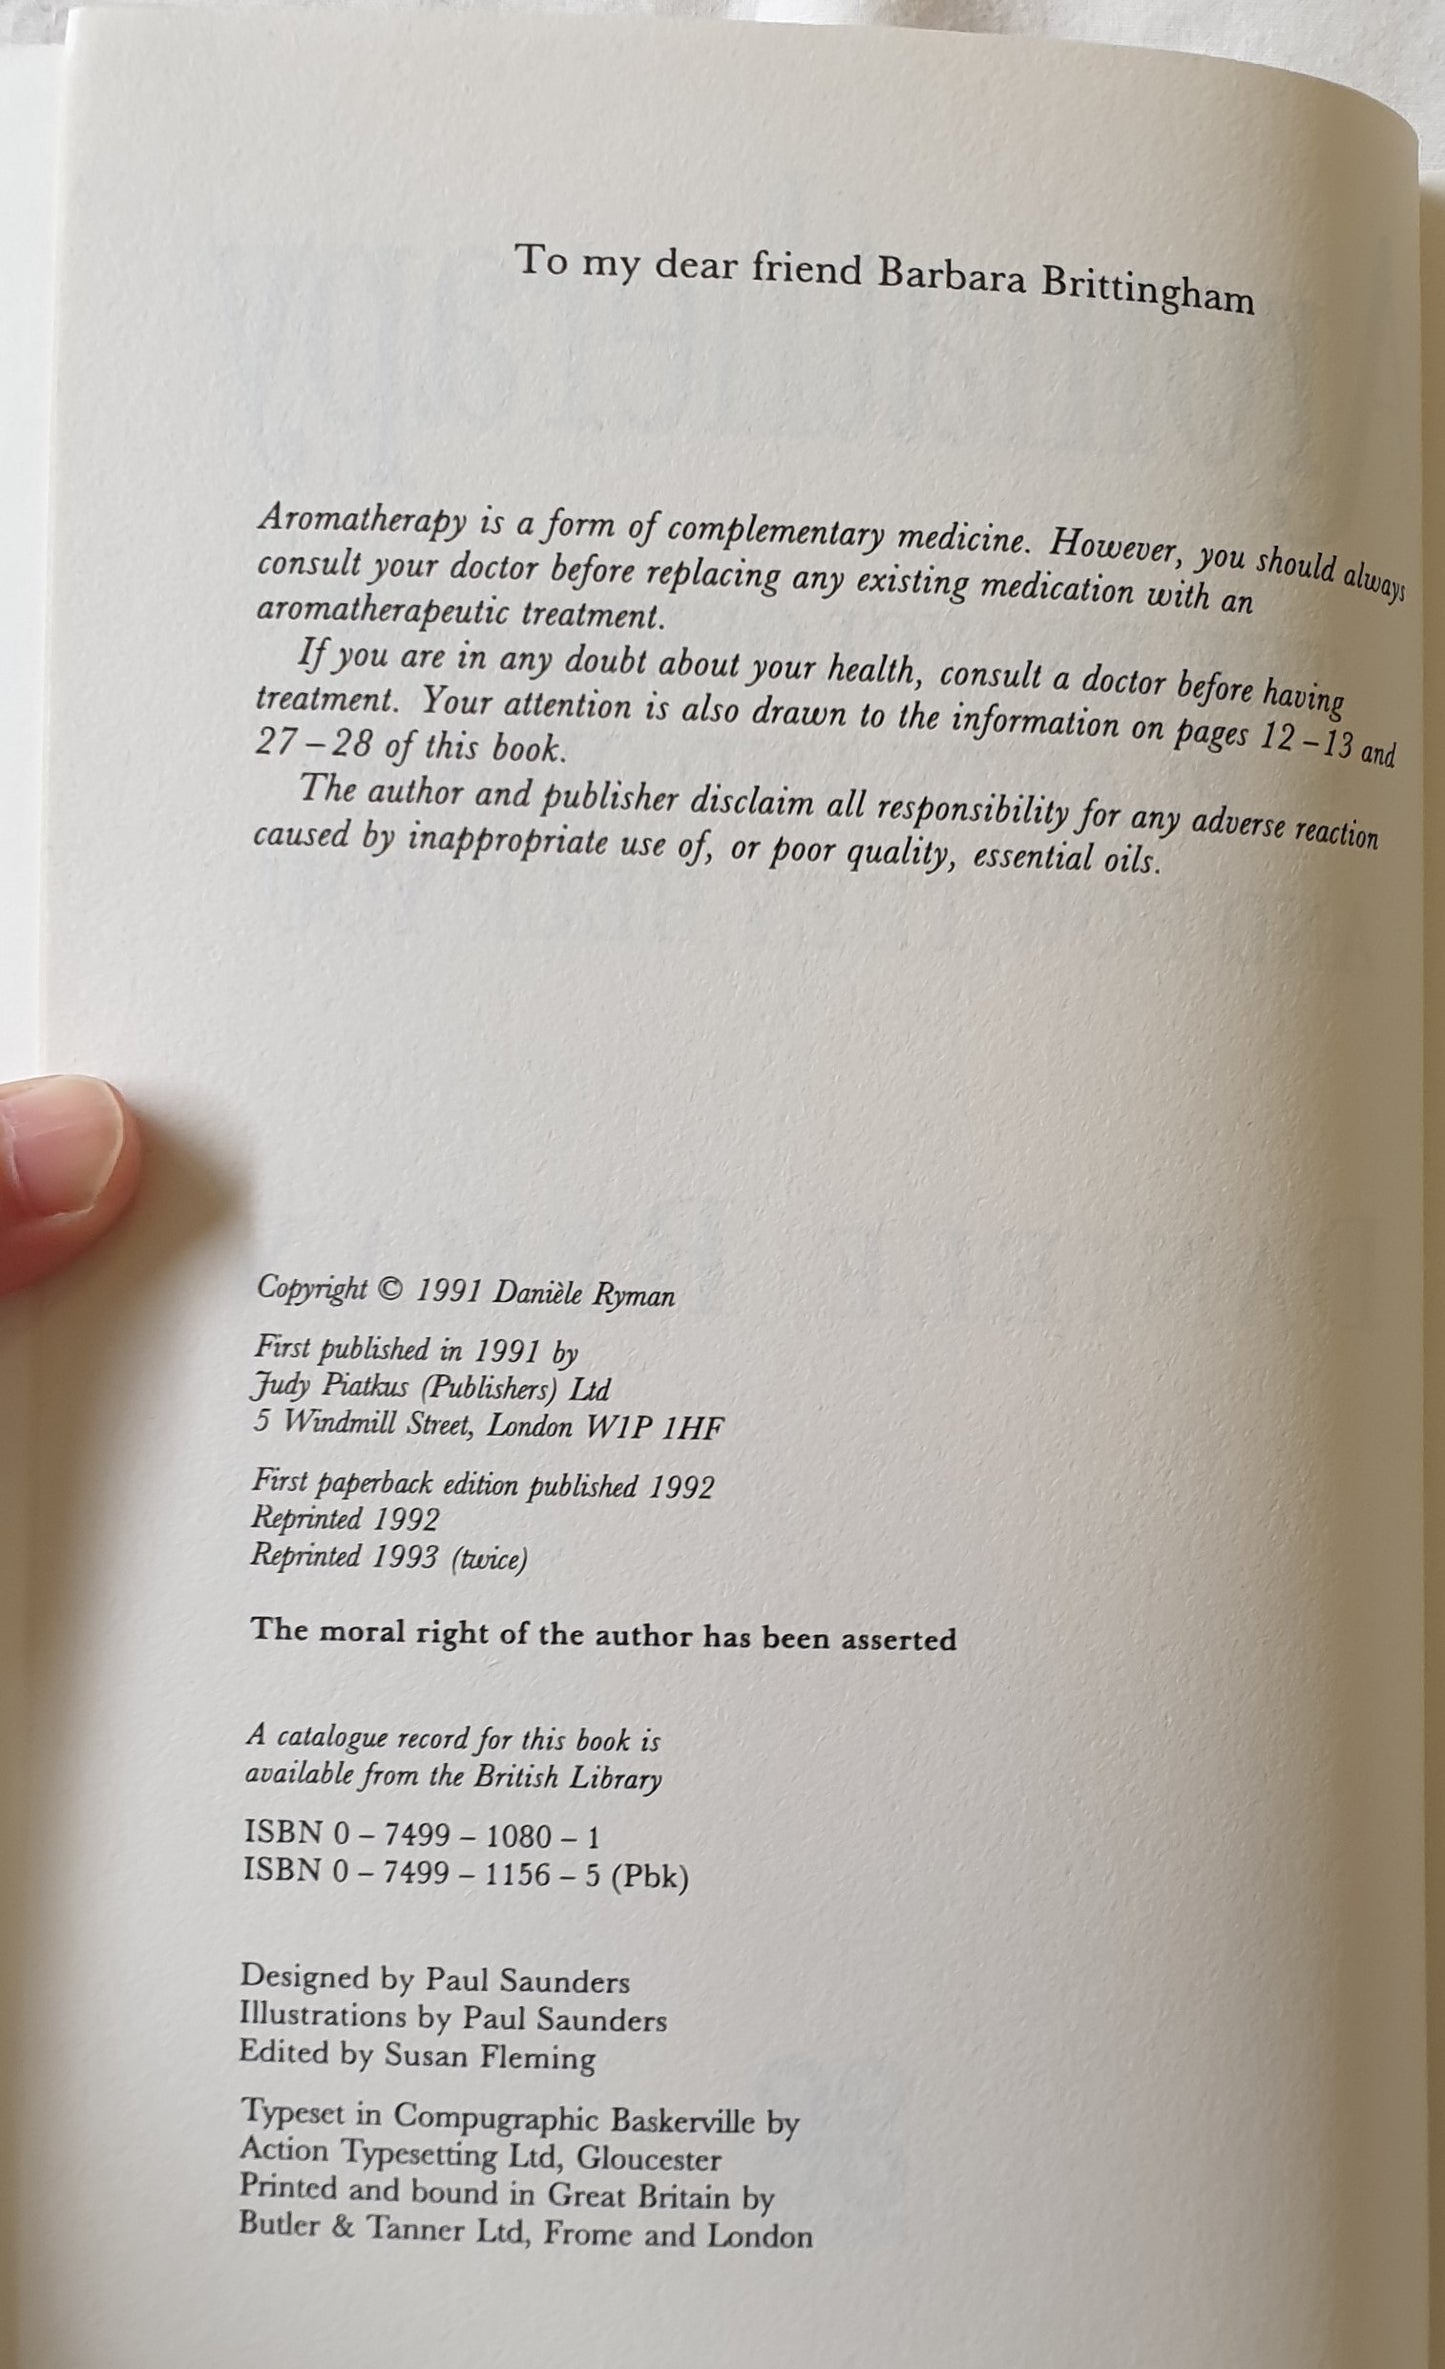 To my dear friend Barbara Brittingham
Aromatherapy is a form of complementary medicine. However, you should always
consult your doctor before replacing any existing medication with an
aromatherapeutic treatment.
If you are in any doubt about your health, consult a doctor before having
treatment. Your attention is also drawn to the information on pages 12–13 and
27–28 of this book.
The author and publisher disclaim all responsibility for any adverse reaction
caused by inappropriate use of, or poor quality, essential oils.
Copyright © 1991 Danièle Ryman
First published in 1991 by
Judy Piatkus (Publishers) Ltd
5 Windmill Street, London W1P 1HF
First paperback edition published 1992
Reprinted 1992
Reprinted 1993 (twice)
The moral right of the author has been asserted
A catalogue record for this book is
available from the British Library
ISBN 0 – 7499 – 1080 – 1
ISBN 0 – 7499 – 1156 – 5 (Pbk)
Designed by Paul Saunders
Illustrations by Paul Saunders
Edited by Susan Fleming
Typeset in Compugraphic Baskerville by
Action Typesetting Ltd, Gloucester
Printed and bound in Great Britain by
Butler & Tanner Ltd, Frome and London